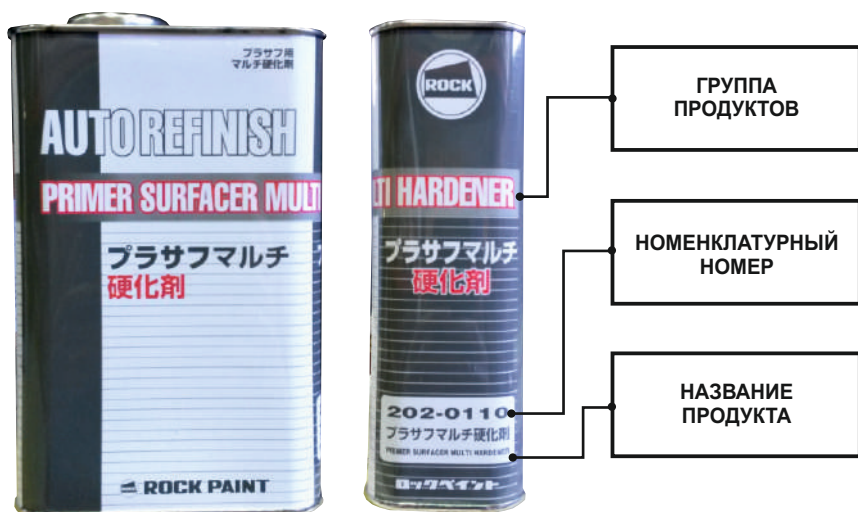 プラサフ用
マルチ硬化剤
AUTO REFINISH
PRIMER SURFACER MULTI
プラサフマルチ
硬化剤
ROCK PAINT
ROCK
LTI HARDENER
プラサフマルチ
硬化剤
202-0110
プラサフマルチ硬化剤
PRIMER SURFACER MULTI HARDENER
ロックペイント
ГРУППА
ПРОДУКТОВ
НОМЕНКЛАТУРНЫЙ
НОМЕР
НАЗВАНИЕ
ПРОДУКТА